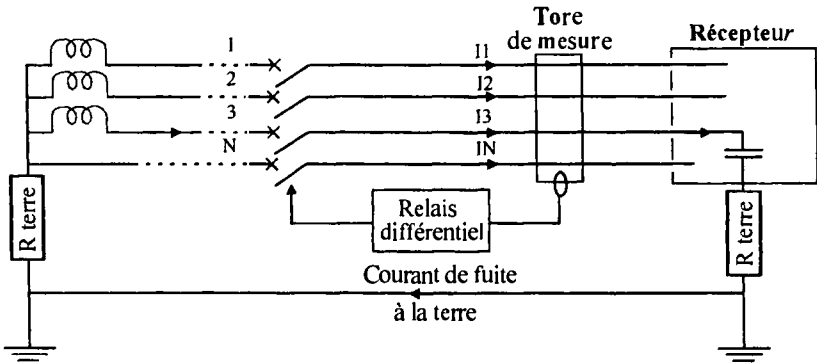 Tore
de mesure
Récepteur
1
I1
2
I2
3
I3
N
IN
R terre
Relais
différentiel
R terre
Courant de fuite
à la terre